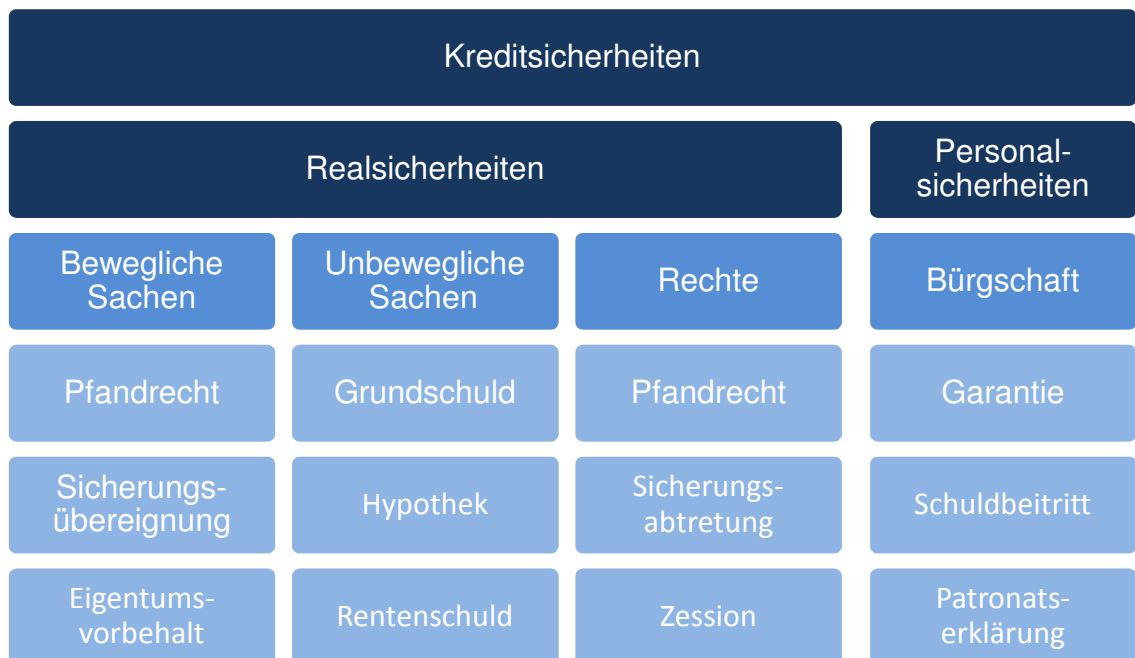 Kreditsicherheiten
Realsicherheiten
Personal-
sicherheiten
Bewegliche
Sachen
Unbewegliche
Sachen
Rechte
Bürgschaft
Pfandrecht
Grundschuld
Pfandrecht
Garantie
Sicherungs-
übereignung
Hypothek
Sicherungs-
abtretung
Schuldbeitritt
Eigentums-
vorbehalt
Rentenschuld
Zession
Patronats-
erklärung